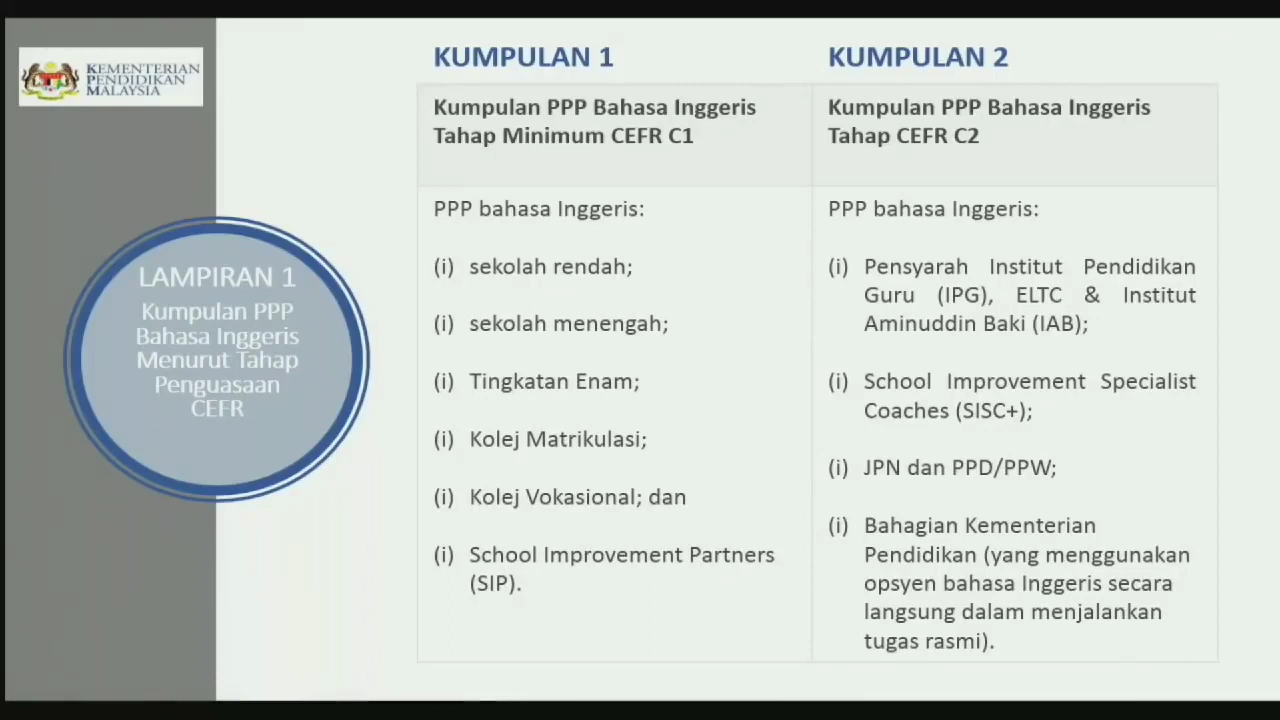 KEMENTERIAN
PENDIDIKAN
MALAYSIA
LAMPIRAN 1
Kumpulan PPP
Bahasa Inggeris
Menurut Tahap
Penguasaan
CEFR
KUMPULAN 1
Kumpulan PPP Bahasa Inggeris
Tahap Minimum CEFR C1
PPP bahasa Inggeris:
(i) sekolah rendah;
(i) sekolah menengah;
(i) Tingkatan Enam;
(i) Kolej Matrikulasi;
(i) Kolej Vokasional; dan
(i) School Improvement Partners
(SIP).
KUMPULAN 2
Kumpulan PPP Bahasa Inggeris
Tahap CEFR C2
PPP bahasa Inggeris:
(i) Pensyarah Institut Pendidikan
Guru (IPG), ELTC & Institut
Aminuddin Baki (IAB);
(i) School Improvement Specialist
Coaches (SISC+);
(i) JPN dan PPD/PPW;
(i) Bahagian Kementerian
Pendidikan (yang menggunakan
opsyen bahasa Inggeris secara
langsung dalam menjalankan
tugas rasmi).